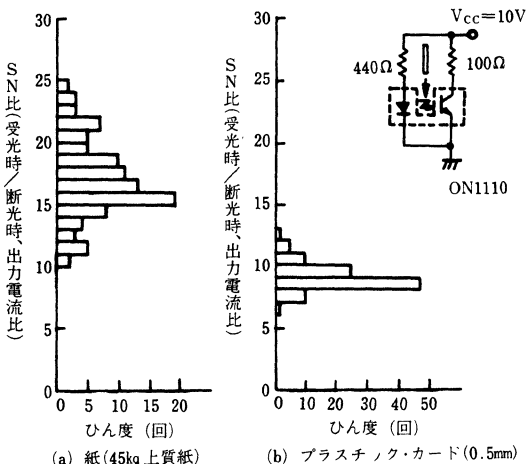 SN比(受光時/断光時、出力電流比)
30
25
20
15
10
5
0
0 5 10 15 20
ひん度 (回)
(a) 紙(45kg上質紙)
SN比(受光時/断光時、出力電流比)
30
25
20
15
10
5
0
0 10 20 30 40 50
ひん度 (回)
(b) プラスチック・カード(0.5mm)
Vcc=10V
440Ω
100Ω
ON1110